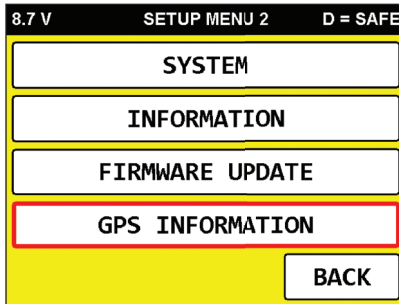 8.7 V SETUP MENU 2 D = SAFE
SYSTEM
INFORMATION
FIRMWARE UPDATE
GPS INFORMATION
BACK